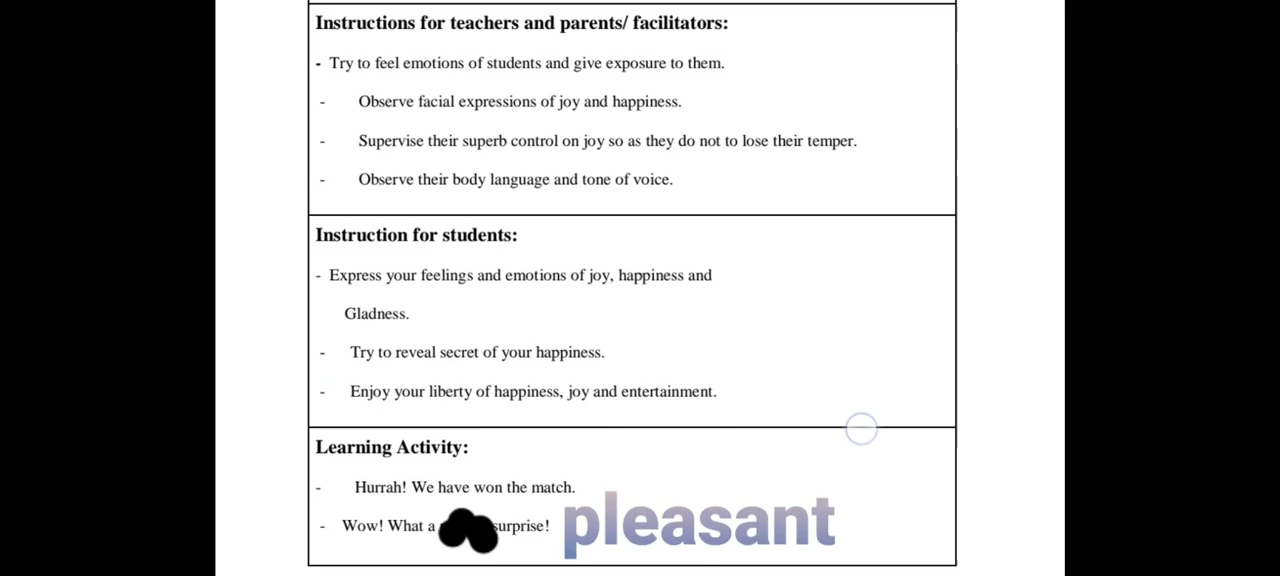 Instructions for teachers and parents/ facilitators:
- Try to feel emotions of students and give exposure to them.
- Observe facial expressions of joy and happiness.
- Supervise their superb control on joy so as they do not to lose their temper.
- Observe their body language and tone of voice.
Instruction for students:
- Express your feelings and emotions of joy, happiness and
Gladness.
- Try to reveal secret of your happiness.
- Enjoy your liberty of happiness, joy and entertainment.
Learning Activity:
- Hurrah! We have won the match.
- Wow! What a surprise! pleasant